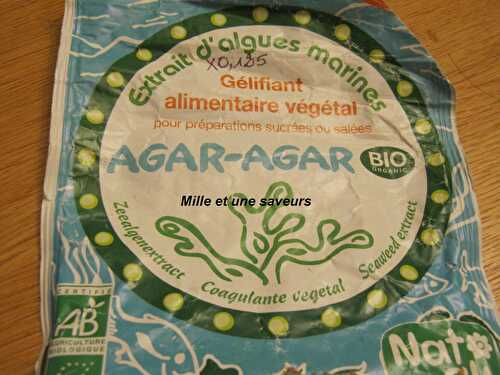 Extrait d'algues marines
x0,185
Gélifiant
alimentaire végétal
pour préparations sucrées ou salées
AGAR-AGAR
BIO
ORGANIC
Mille et une saveurs
Zeealgenextract
Coagulante vegetal
Seaweed extract
CERTIFIÉ
AB
AGRICULTURE
BIOLOGIQUE
Nat